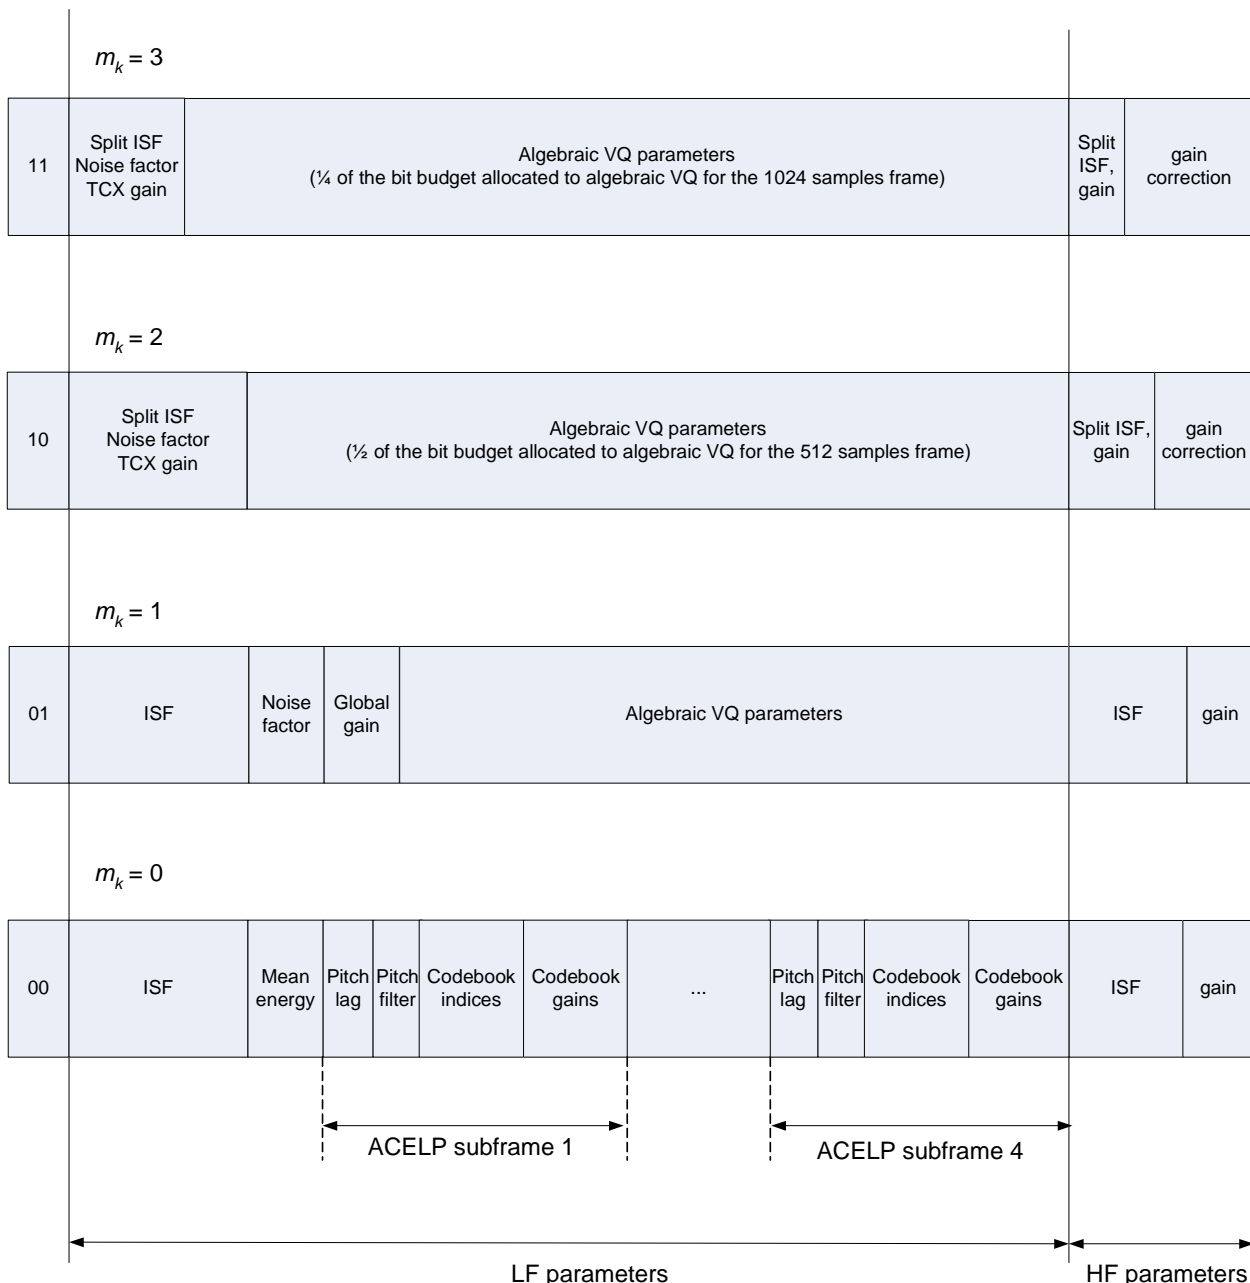 m_k = 3
11
Split ISF
Noise factor
TCX gain
Algebraic VQ parameters
(¼ of the bit budget allocated to algebraic VQ for the 1024 samples frame)
Split
ISF,
gain
gain
correction
m_k = 2
10
Split ISF
Noise factor
TCX gain
Algebraic VQ parameters
(½ of the bit budget allocated to algebraic VQ for the 512 samples frame)
Split ISF,
gain
gain
correction
m_k = 1
01
ISF
Noise
factor
Global
gain
Algebraic VQ parameters
ISF
gain
m_k = 0
00
ISF
Mean
energy
Pitch
lag
Pitch
filter
Codebook
indices
Codebook
gains
...
Pitch
lag
Pitch
filter
Codebook
indices
Codebook
gains
ISF
gain
ACELP subframe 1
ACELP subframe 4
LF parameters
HF parameters